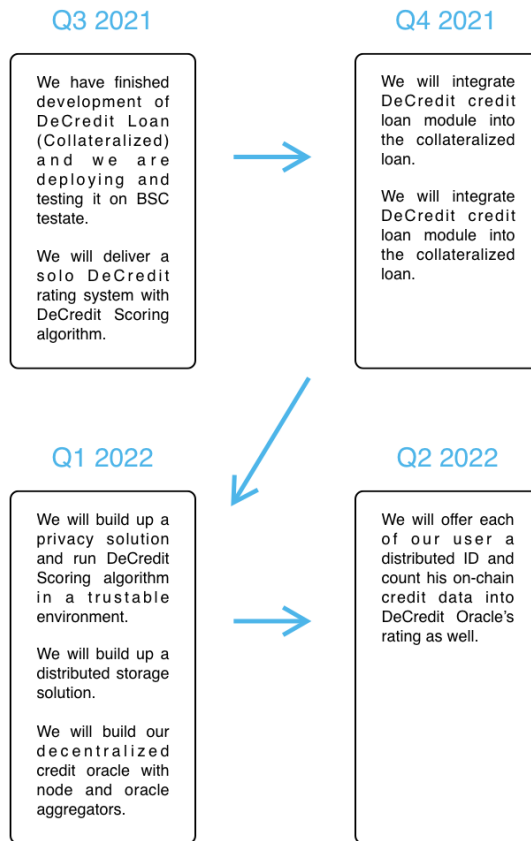 Q3 2021
We have finished
development of
DeCredit Loan
(Collateralized)
and we are
deploying and
testing it on BSC
testate.
We will deliver a
solo DeCredit
rating system with
DeCredit Scoring
algorithm.
Q4 2021
We will integrate
DeCredit credit
loan module into
the collateralized
loan.
We will integrate
DeCredit credit
loan module into
the collateralized
loan.
Q1 2022
We will build up a
privacy solution
and run DeCredit
Scoring algorithm
in a trustable
environment.
We will build up a
distributed storage
solution.
We will build our
decentralized
credit oracle with
node and oracle
aggregators.
Q2 2022
We will offer each
of our user a
distributed ID and
count his on-chain
credit data into
DeCredit Oracle's
rating as well.